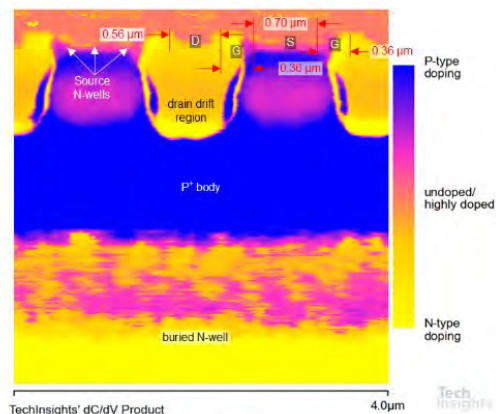 0.56 µm
0.70 µm
D
G
S
G
0.36 µm
0.36 µm
Source
N-wells
drain drift
region
P+ body
buried N-well
P-type
doping
undoped/
highly doped
N-type
doping
TechInsights' dC/dV Product
4.0µm
Tech
Insights